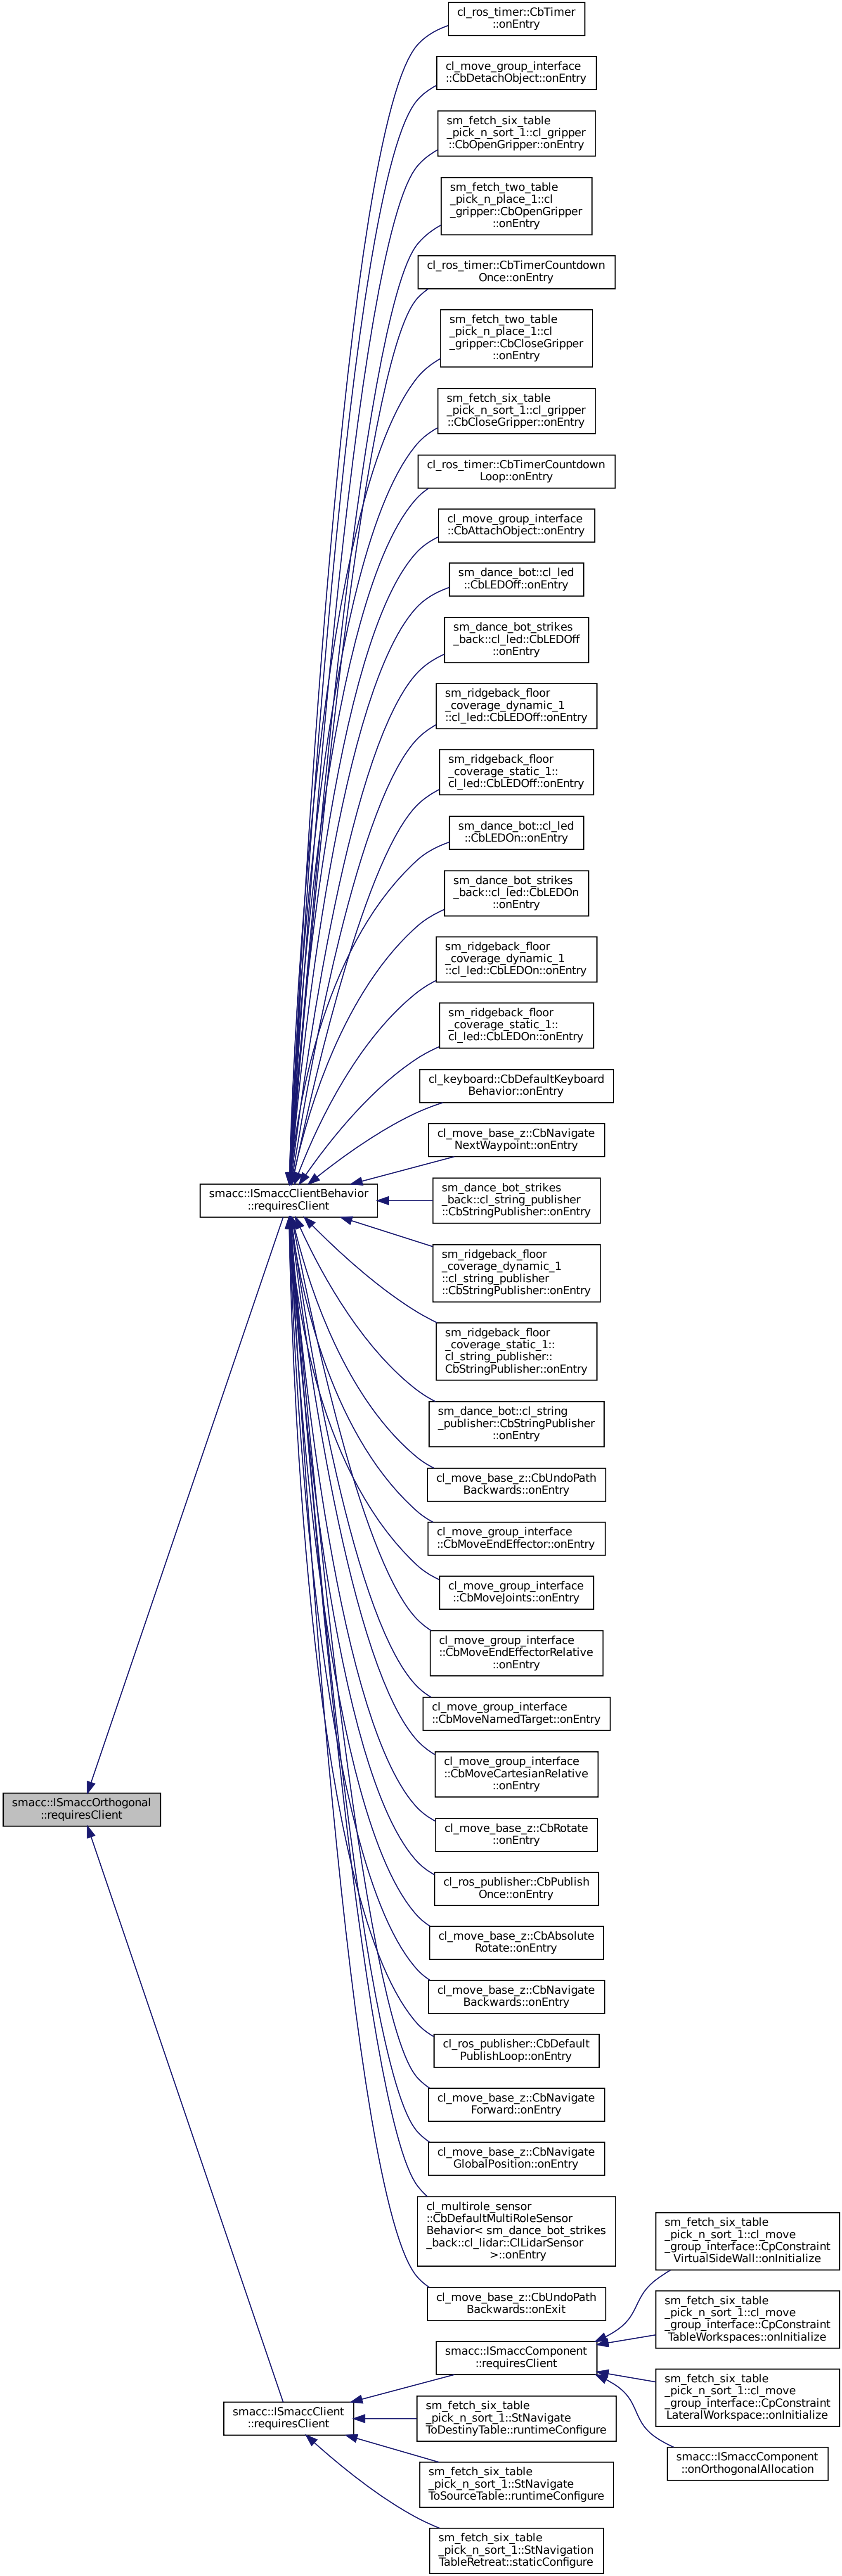 cl_ros_timer::CbTimer
::onEntry
cl_move_group_interface
::CbDetachObject::onEntry
sm_fetch_six_table
_pick_n_sort_1::cl_gripper
::CbOpenGripper::onEntry
sm_fetch_two_table
_pick_n_place_1::cl
_gripper::CbOpenGripper
::onEntry
cl_ros_timer::CbTimerCountdown
Once::onEntry
sm_fetch_two_table
_pick_n_place_1::cl
_gripper::CbCloseGripper
::onEntry
sm_fetch_six_table
_pick_n_sort_1::cl_gripper
::CbCloseGripper::onEntry
cl_ros_timer::CbTimerCountdown
Loop::onEntry
cl_move_group_interface
::CbAttachObject::onEntry
sm_dance_bot::cl_led
::CbLEDOff::onEntry
sm_dance_bot_strikes
_back::cl_led::CbLEDOff
::onEntry
sm_ridgeback_floor
_coverage_dynamic_1
::cl_led::CbLEDOff::onEntry
sm_ridgeback_floor
_coverage_static_1::
cl_led::CbLEDOff::onEntry
sm_dance_bot::cl_led
::CbLEDOn::onEntry
sm_dance_bot_strikes
_back::cl_led::CbLEDOn
::onEntry
sm_ridgeback_floor
_coverage_dynamic_1
::cl_led::CbLEDOn::onEntry
sm_ridgeback_floor
_coverage_static_1::
cl_led::CbLEDOn::onEntry
cl_keyboard::CbDefaultKeyboard
Behavior::onEntry
cl_move_base_z::CbNavigate
NextWaypoint::onEntry
smacc::ISmaccClientBehavior
::requiresClient
sm_dance_bot_strikes
_back::cl_string_publisher
::CbStringPublisher::onEntry
sm_ridgeback_floor
_coverage_dynamic_1
::cl_string_publisher
::CbStringPublisher::onEntry
sm_ridgeback_floor
_coverage_static_1::
cl_string_publisher::
CbStringPublisher::onEntry
sm_dance_bot::cl_string
_publisher::CbStringPublisher
::onEntry
cl_move_base_z::CbUndoPath
Backwards::onEntry
cl_move_group_interface
::CbMoveEndEffector::onEntry
cl_move_group_interface
::CbMoveJoints::onEntry
cl_move_group_interface
::CbMoveEndEffectorRelative
::onEntry
cl_move_group_interface
::CbMoveNamedTarget::onEntry
cl_move_group_interface
::CbMoveCartesianRelative
::onEntry
smacc::ISmaccOrthogonal
::requiresClient
cl_move_base_z::CbRotate
::onEntry
cl_ros_publisher::CbPublish
Once::onEntry
cl_move_base_z::CbAbsolute
Rotate::onEntry
cl_move_base_z::CbNavigate
Backwards::onEntry
cl_ros_publisher::CbDefault
PublishLoop::onEntry
cl_move_base_z::CbNavigate
Forward::onEntry
cl_move_base_z::CbNavigate
GlobalPosition::onEntry
cl_multirole_sensor
::CbDefaultMultiRoleSensor
Behavior< sm_dance_bot_strikes
_back::cl_lidar::ClLidarSensor
>::onEntry
cl_move_base_z::CbUndoPath
Backwards::onExit
sm_fetch_six_table
_pick_n_sort_1::cl_move
_group_interface::CpConstraint
VirtualSideWall::onInitialize
sm_fetch_six_table
_pick_n_sort_1::cl_move
_group_interface::CpConstraint
TableWorkspaces::onInitialize
smacc::ISmaccComponent
::requiresClient
sm_fetch_six_table
_pick_n_sort_1::cl_move
_group_interface::CpConstraint
LateralWorkspace::onInitialize
smacc::ISmaccClient
::requiresClient
sm_fetch_six_table
_pick_n_sort_1::StNavigate
ToDestinyTable::runtimeConfigure
smacc::ISmaccComponent
::onOrthogonalAllocation
sm_fetch_six_table
_pick_n_sort_1::StNavigate
ToSourceTable::runtimeConfigure
sm_fetch_six_table
_pick_n_sort_1::StNavigation
TableRetreat::staticConfigure